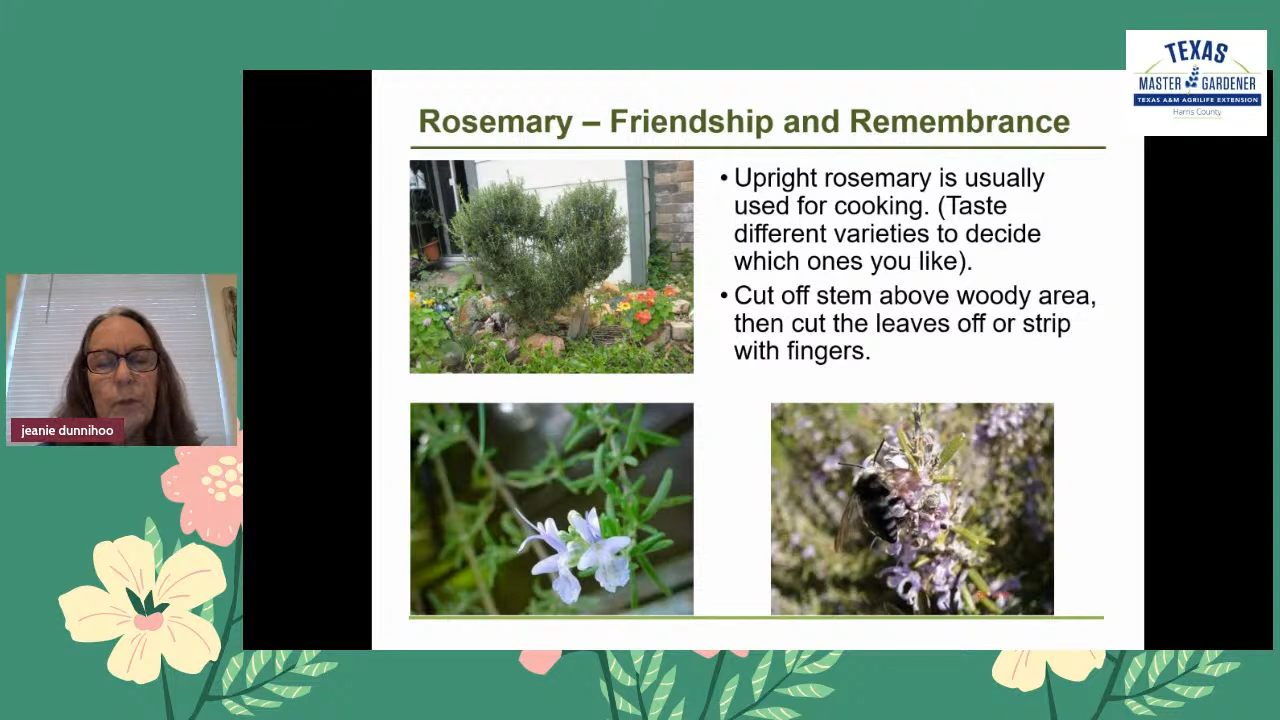 TEXAS
MASTER GARDENER
TEXAS A&M AGRILIFE EXTENSION
Harris County
Rosemary – Friendship and Remembrance
• Upright rosemary is usually
used for cooking. (Taste
different varieties to decide
which ones you like).
• Cut off stem above woody area,
then cut the leaves off or strip
with fingers.
jeanie dunnihoo